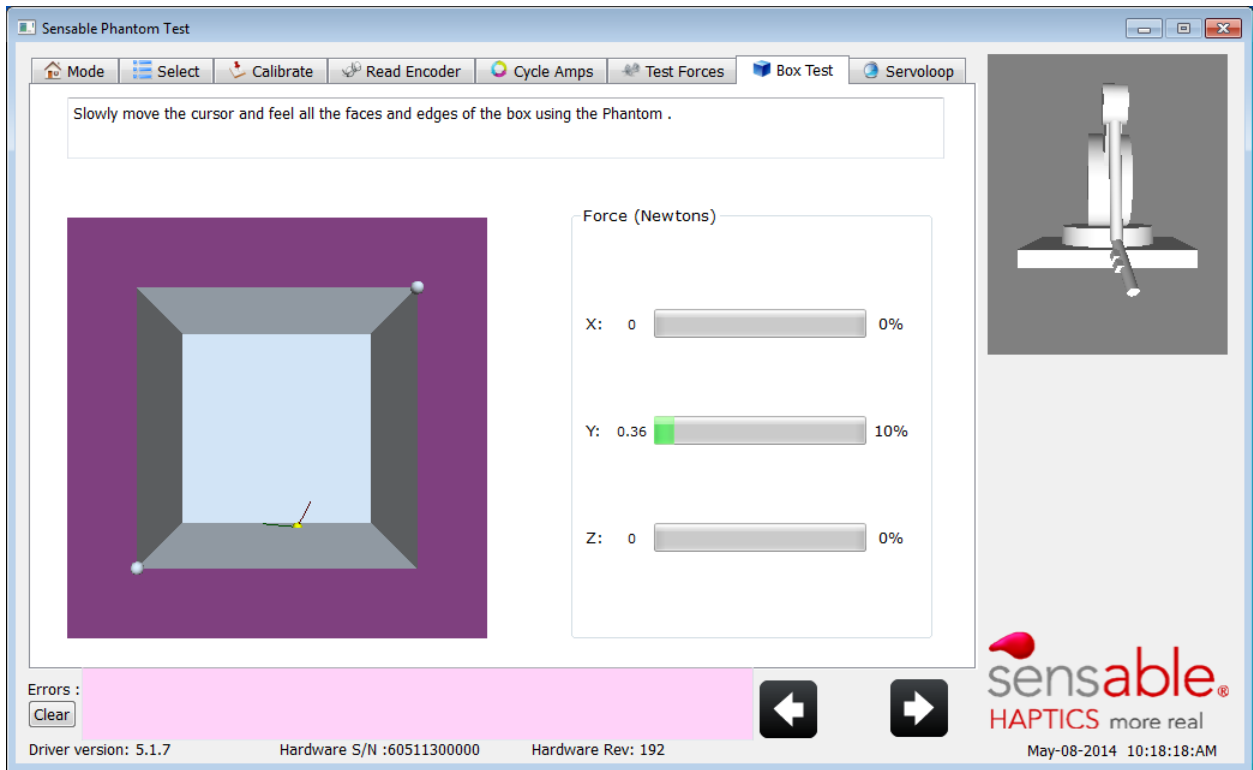 Sensable Phantom Test
Mode Select Calibrate Read Encoder Cycle Amps Test Forces Box Test Servoloop
Slowly move the cursor and feel all the faces and edges of the box using the Phantom .
Force (Newtons)
X: 0 0%
Y: 0.36 10%
Z: 0 0%
Errors :
Clear
sensable®
HAPTICS more real
Driver version: 5.1.7 Hardware S/N :60511300000 Hardware Rev: 192 May-08-2014 10:18:18:AM